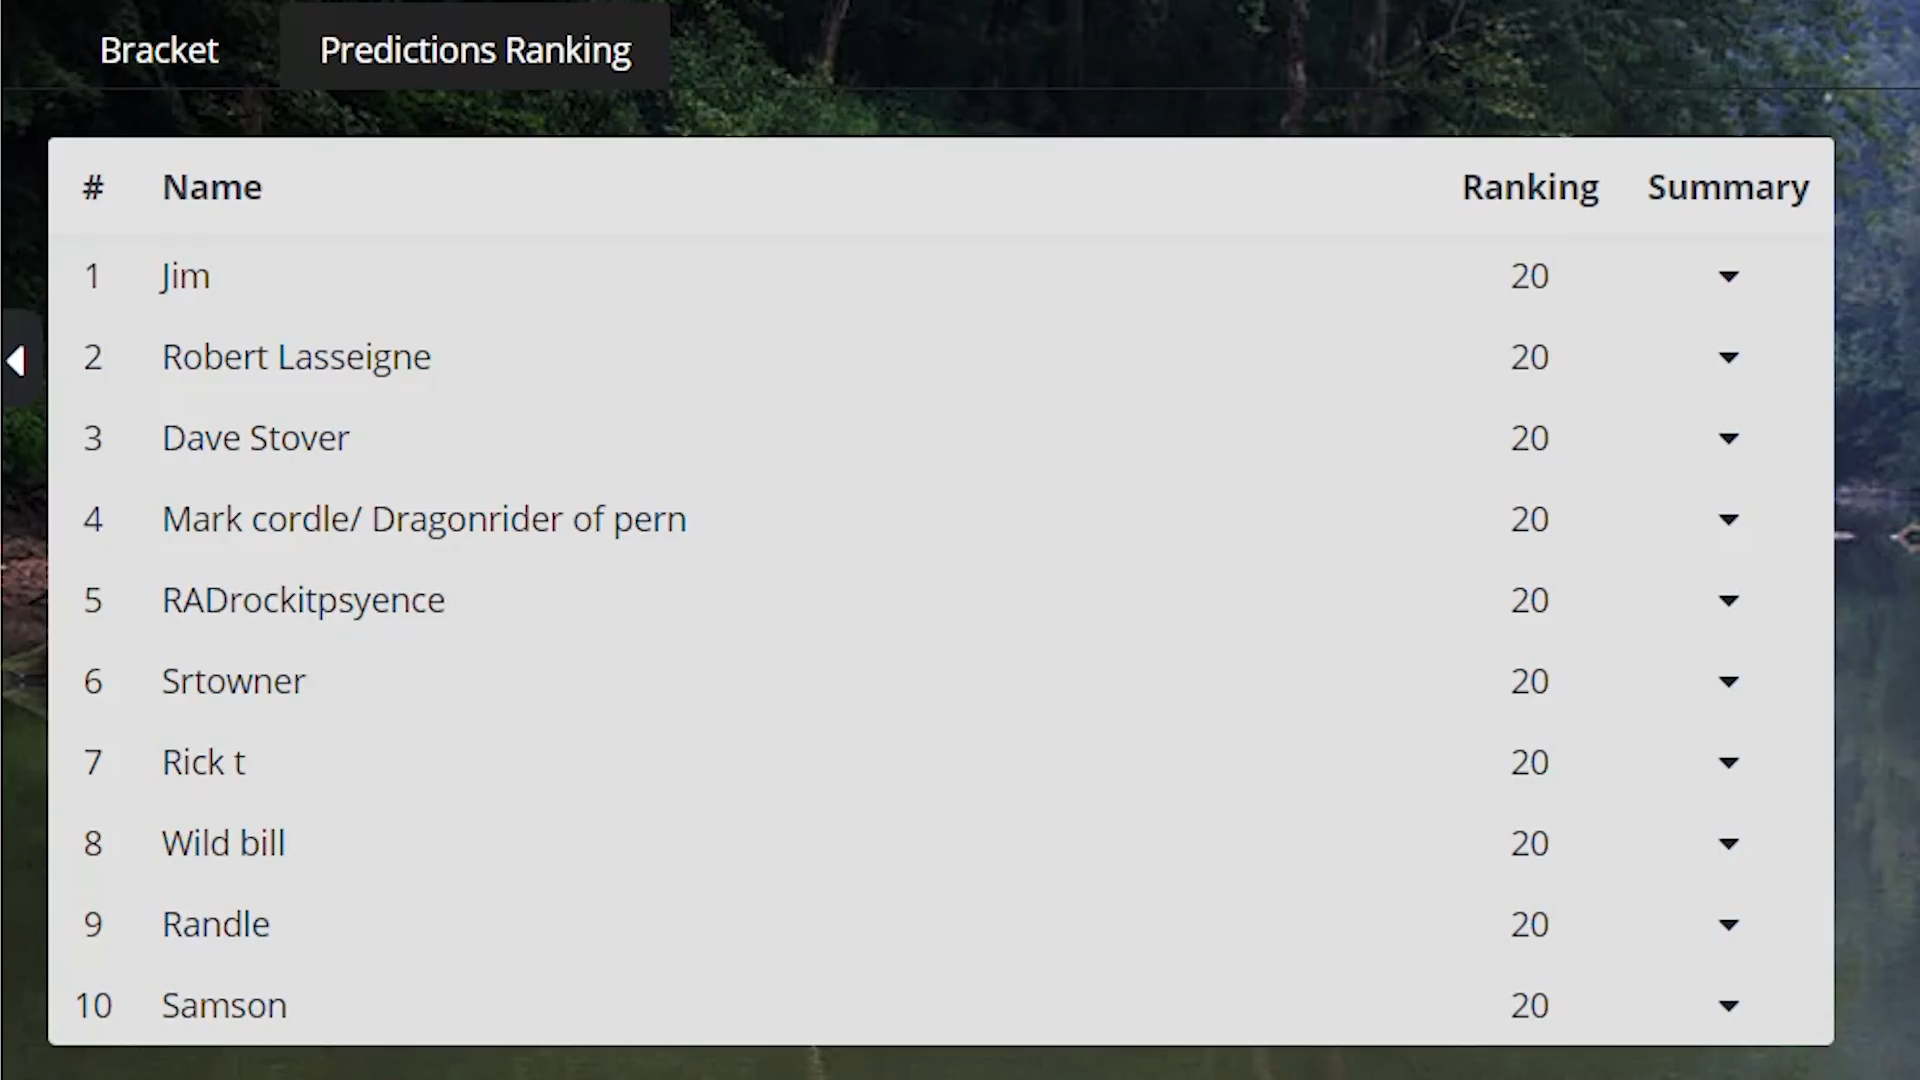 Bracket Predictions Ranking
# Name Ranking Summary
1 Jim 20
2 Robert Lasseigne 20
3 Dave Stover 20
4 Mark cordle/ Dragonrider of pern 20
5 RADrockitpsyence 20
6 Srtowner 20
7 Rick t 20
8 Wild bill 20
9 Randle 20
10 Samson 20